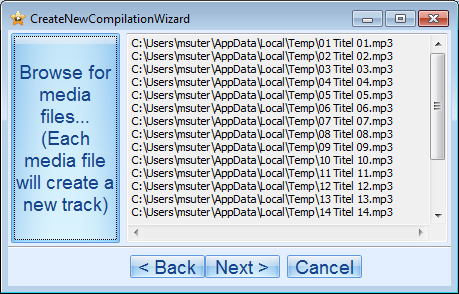 CreateNewCompilationWizard
Browse for
media
files...
(Each
media file
will create a
new track)
C:\Users\msuter\AppData\Local\Temp\01 Titel 01.mp3
C:\Users\msuter\AppData\Local\Temp\02 Titel 02.mp3
C:\Users\msuter\AppData\Local\Temp\03 Titel 03.mp3
C:\Users\msuter\AppData\Local\Temp\04 Titel 04.mp3
C:\Users\msuter\AppData\Local\Temp\05 Titel 05.mp3
C:\Users\msuter\AppData\Local\Temp\06 Titel 06.mp3
C:\Users\msuter\AppData\Local\Temp\07 Titel 07.mp3
C:\Users\msuter\AppData\Local\Temp\08 Titel 08.mp3
C:\Users\msuter\AppData\Local\Temp\09 Titel 09.mp3
C:\Users\msuter\AppData\Local\Temp\10 Titel 10.mp3
C:\Users\msuter\AppData\Local\Temp\11 Titel 11.mp3
C:\Users\msuter\AppData\Local\Temp\12 Titel 12.mp3
C:\Users\msuter\AppData\Local\Temp\13 Titel 13.mp3
C:\Users\msuter\AppData\Local\Temp\14 Titel 14.mp3
< Back Next > Cancel